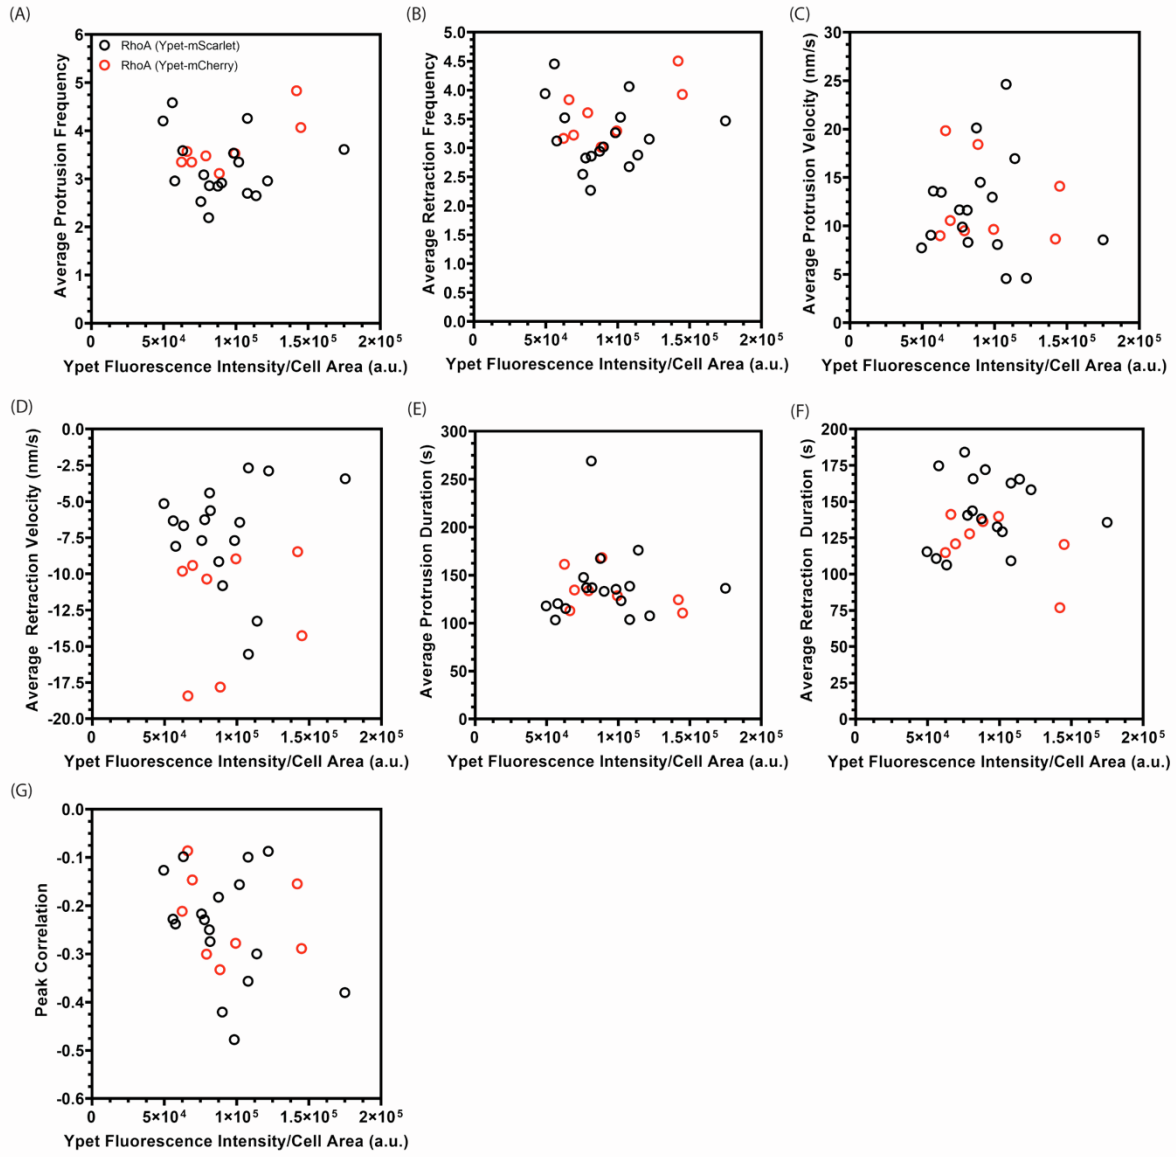 (A)
Average Protrusion Frequency
6
5
4
3
2
1
0
RhoA (Ypet-mScarlet)
RhoA (Ypet-mCherry)
0 5×10⁴ 1×10⁵ 1.5×10⁵ 2×10⁵
Ypet Fluorescence Intensity/Cell Area (a.u.)
(B)
Average Retraction Frequency
5.0
4.5
4.0
3.5
3.0
2.5
2.0
1.5
1.0
0.5
0.0
0 5×10⁴ 1×10⁵ 1.5×10⁵ 2×10⁵
Ypet Fluorescence Intensity/Cell Area (a.u.)
(C)
Average Protrusion Velocity (nm/s)
30
25
20
15
10
5
0
0 5×10⁴ 1×10⁵ 1.5×10⁵ 2×10⁵
Ypet Fluorescence Intensity/Cell Area (a.u.)
(D)
Average Retraction Velocity (nm/s)
0.0
-2.5
-5.0
-7.5
-10.0
-12.5
-15.0
-17.5
-20.0
0 5×10⁴ 1×10⁵ 1.5×10⁵ 2×10⁵
Ypet Fluorescence Intensity/Cell Area (a.u.)
(E)
Average Protrusion Duration (s)
300
250
200
150
100
50
0
0 5×10⁴ 1×10⁵ 1.5×10⁵ 2×10⁵
Ypet Fluorescence Intensity/Cell Area (a.u.)
(F)
Average Retraction Duration (s)
200
175
150
125
100
75
50
25
0
0 5×10⁴ 1×10⁵ 1.5×10⁵ 2×10⁵
Ypet Fluorescence Intensity/Cell Area (a.u.)
(G)
Peak Correlation
0.0
-0.1
-0.2
-0.3
-0.4
-0.5
-0.6
0 5×10⁴ 1×10⁵ 1.5×10⁵ 2×10⁵
Ypet Fluorescence Intensity/Cell Area (a.u.)